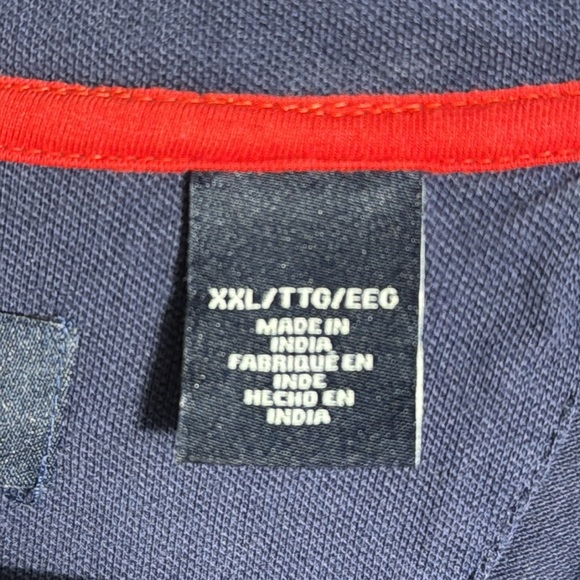 XXL/TTG/EEG
MADE IN
INDIA
FABRIQUÉ EN
INDE
HECHO EN
INDIA